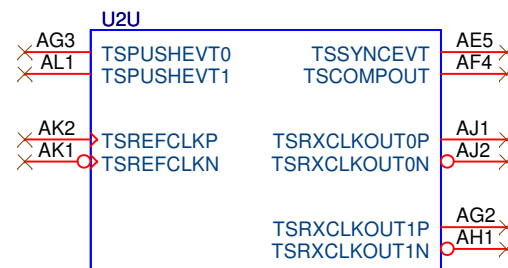 U2U
AG3 TSPUSHEVT0 TSSYNCEVT AE5
AL1 TSPUSHEVT1 TSCOMPOUT AF4
AK2 TSREFCLKP TSRXCLKOUT0P AJ1
AK1 TSREFCLKN TSRXCLKOUT0N AJ2
TSRXCLKOUT1P AG2
TSRXCLKOUT1N AH1